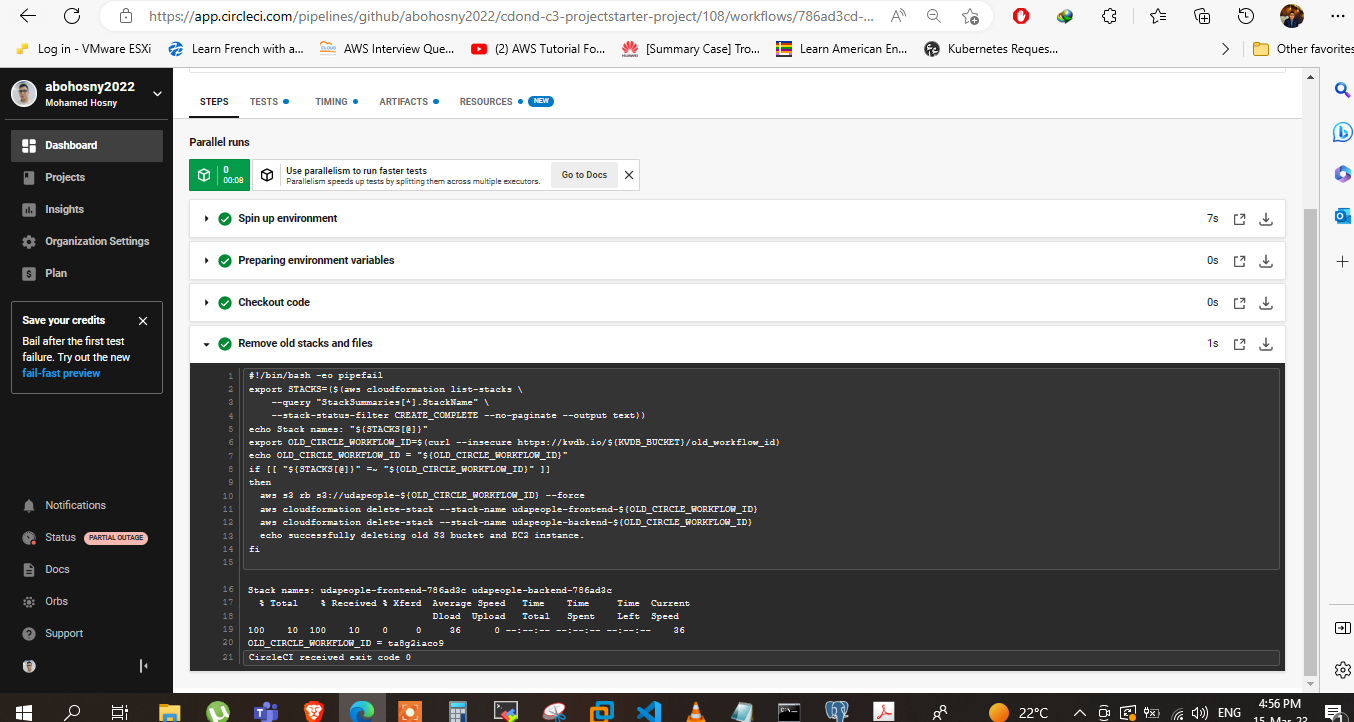 https://app.circleci.com/pipelines/github/abohosny2022/cdond-c3-projectstarter-project/108/workflows/786ad3cd-...
Log in - VMware ESXi
Learn French with a...
AWS Interview Que...
(2) AWS Tutorial Fo...
[Summary Case] Tro...
Learn American En...
Kubernetes Reques...
Other favorites
abohosny2022
Mohamed Hosny
Dashboard
Projects
Insights
Organization Settings
Plan
Save your credits
Bail after the first test
failure. Try out the new
fail-fast preview
Notifications
Status PARTIAL OUTAGE
Docs
Orbs
Support
STEPS TESTS TIMING ARTIFACTS RESOURCES NEW
Parallel runs
0
00:08
Use parallelism to run faster tests
Parallelism speeds up tests by splitting them across multiple executors.
Go to Docs
Spin up environment 7s
Preparing environment variables 0s
Checkout code 0s
Remove old stacks and files 1s
1 #!/bin/bash -eo pipefail
2 export STACKS=($(aws cloudformation list-stacks \
3 --query "StackSummaries[*].StackName" \
4 --stack-status-filter CREATE_COMPLETE --no-paginate --output text))
5 echo Stack names: "${STACKS[@]}"
6 export OLD_CIRCLE_WORKFLOW_ID=$(curl --insecure https://kvdb.io/${KVDB_BUCKET}/old_workflow_id)
7 echo OLD_CIRCLE_WORKFLOW_ID = "${OLD_CIRCLE_WORKFLOW_ID}"
8 if [[ "${STACKS[@]}" =~ "${OLD_CIRCLE_WORKFLOW_ID}" ]]
9 then
10 aws s3 rb s3://udapeople-${OLD_CIRCLE_WORKFLOW_ID} --force
11 aws cloudformation delete-stack --stack-name udapeople-frontend-${OLD_CIRCLE_WORKFLOW_ID}
12 aws cloudformation delete-stack --stack-name udapeople-backend-${OLD_CIRCLE_WORKFLOW_ID}
13 echo successfully deleting old S3 bucket and EC2 instance.
14 fi
15
16 Stack names: udapeople-frontend-786ad3c udapeople-backend-786ad3c
17 % Total % Received % Xferd Average Speed Time Time Time Current
18 Dload Upload Total Spent Left Speed
19 100 10 100 10 0 0 36 0 --:--:-- --:--:-- --:--:-- 36
20 OLD_CIRCLE_WORKFLOW_ID = ta8g2iaco9
21 CircleCI received exit code 0
22°C
ENG
4:56 PM
15-Mar-23